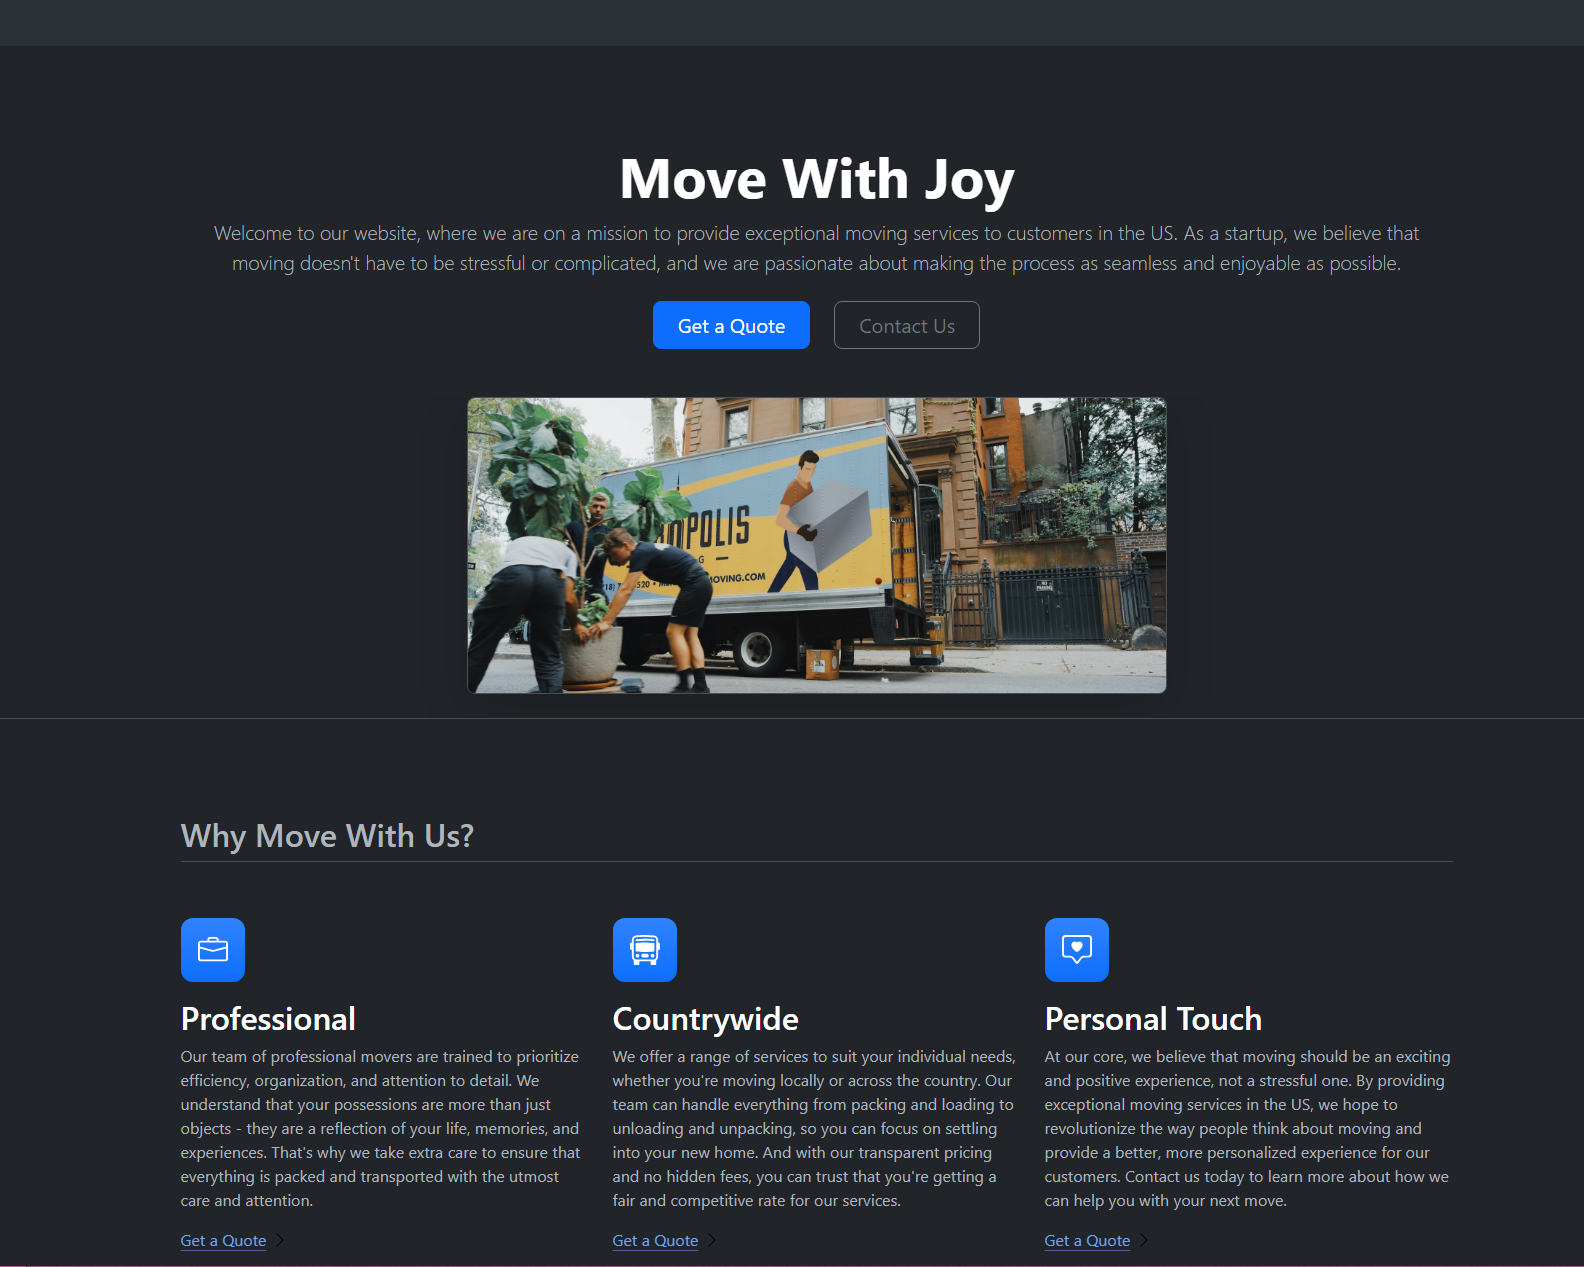 Move With Joy
Welcome to our website, where we are on a mission to provide exceptional moving services to customers in the US. As a startup, we believe that
moving doesn't have to be stressful or complicated, and we are passionate about making the process as seamless and enjoyable as possible.
Get a Quote
Contact Us
POLIS
MOVING.COM
NO
PARKING
Why Move With Us?
Professional
Our team of professional movers are trained to prioritize
efficiency, organization, and attention to detail. We
understand that your possessions are more than just
objects - they are a reflection of your life, memories, and
experiences. That's why we take extra care to ensure that
everything is packed and transported with the utmost
care and attention.
Get a Quote
Countrywide
We offer a range of services to suit your individual needs,
whether you're moving locally or across the country. Our
team can handle everything from packing and loading to
unloading and unpacking, so you can focus on settling
into your new home. And with our transparent pricing
and no hidden fees, you can trust that you're getting a
fair and competitive rate for our services.
Get a Quote
Personal Touch
At our core, we believe that moving should be an exciting
and positive experience, not a stressful one. By providing
exceptional moving services in the US, we hope to
revolutionize the way people think about moving and
provide a better, more personalized experience for our
customers. Contact us today to learn more about how we
can help you with your next move.
Get a Quote